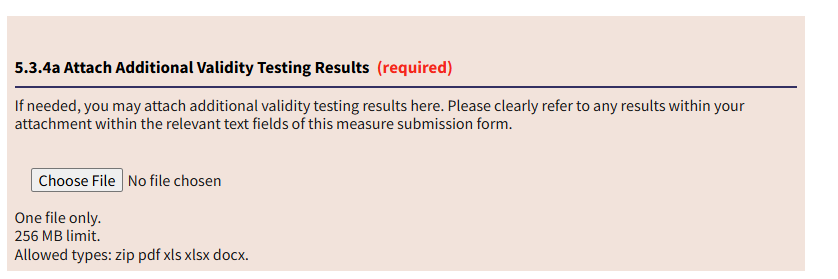 5.3.4a Attach Additional Validity Testing Results (required)
If needed, you may attach additional validity testing results here. Please clearly refer to any results within your
attachment within the relevant text fields of this measure submission form.
Choose File No file chosen
One file only.
256 MB limit.
Allowed types: zip pdf xls xlsx docx.